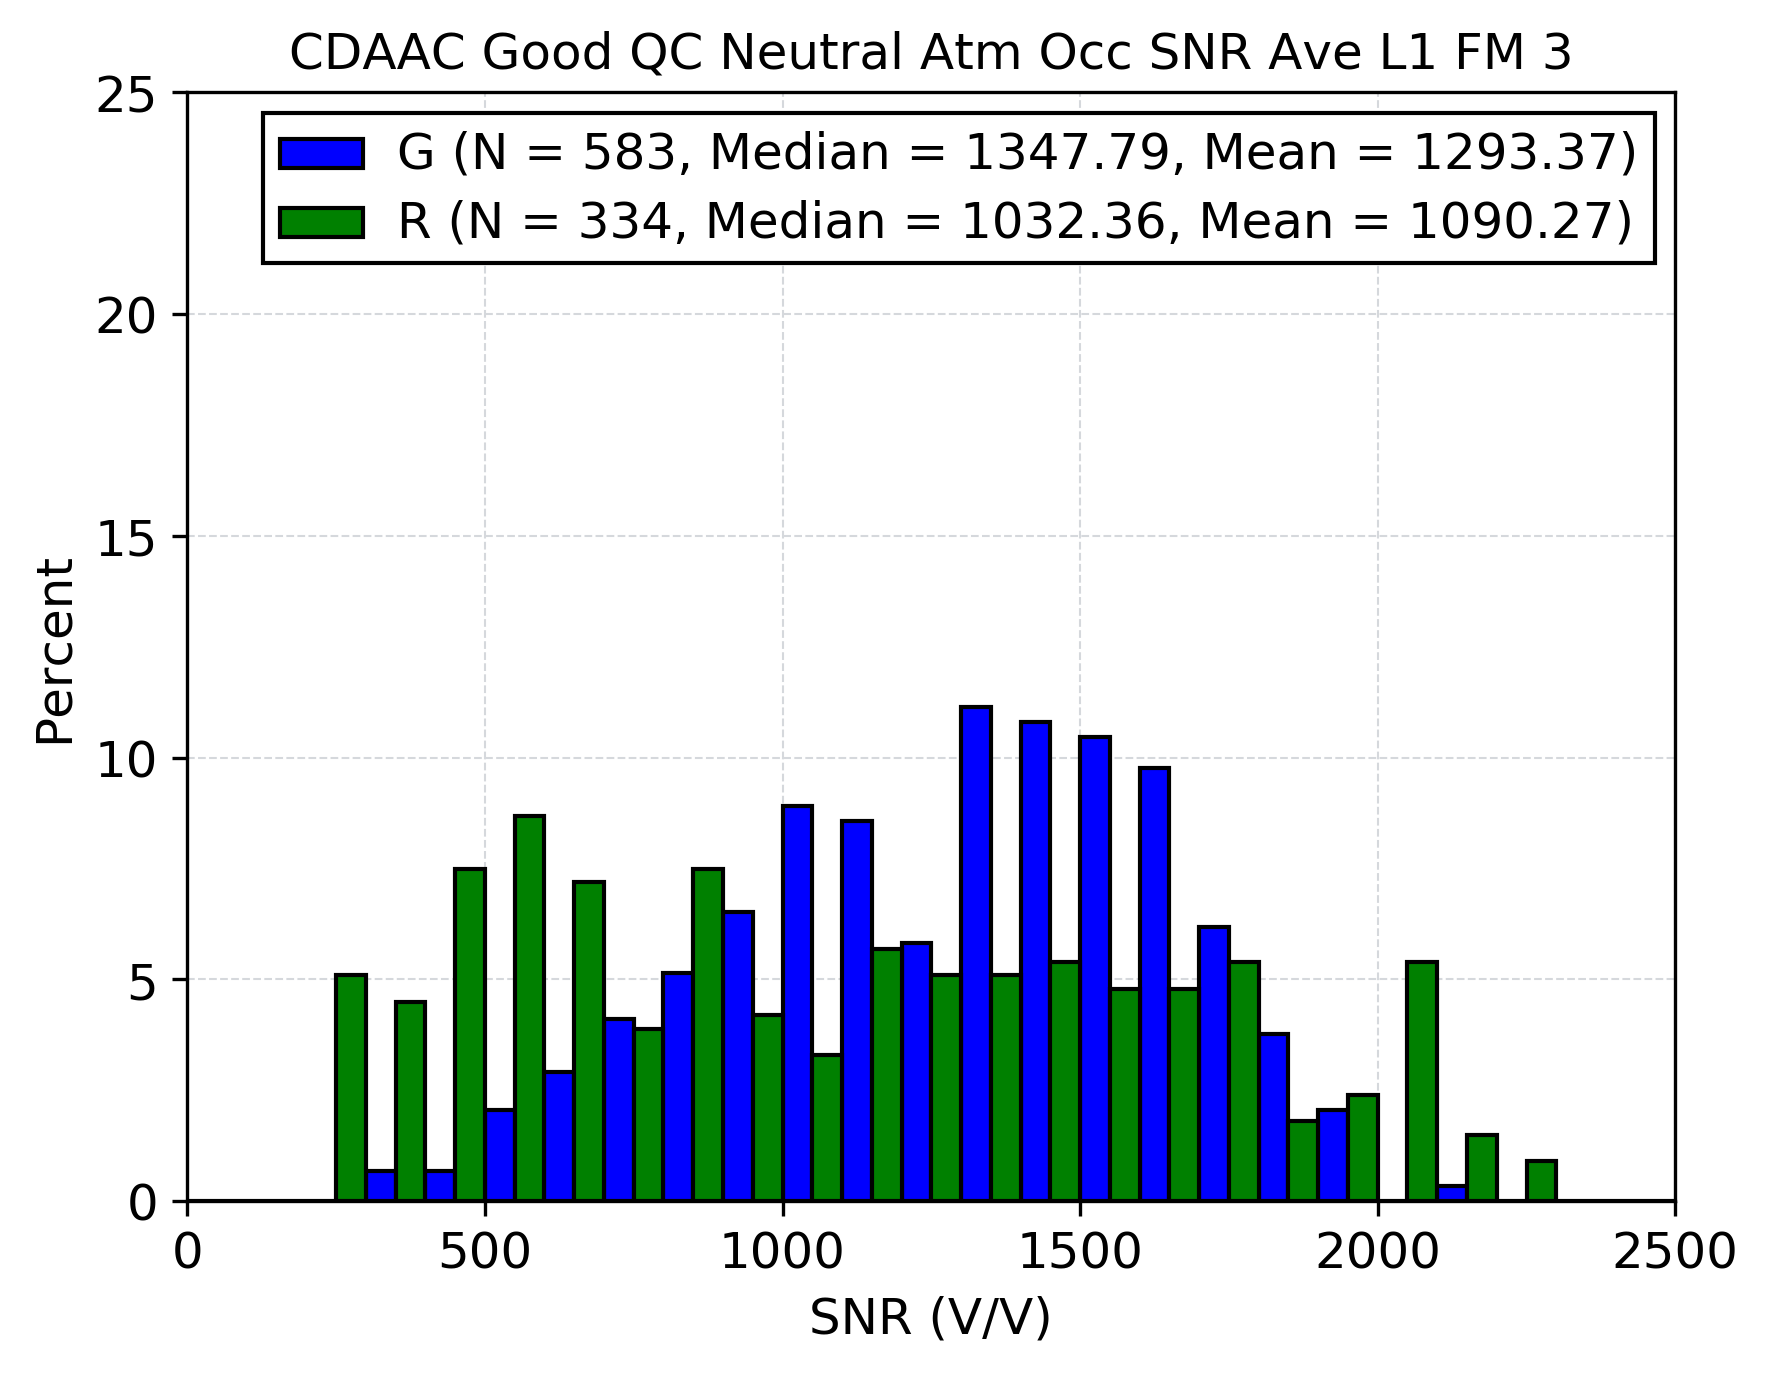 CDAAC Good QC Neutral Atm Occ SNR Ave L1 FM 3
25
20
15
10
5
0
Percent
G (N = 583, Median = 1347.79, Mean = 1293.37)
R (N = 334, Median = 1032.36, Mean = 1090.27)
0 500 1000 1500 2000 2500
SNR (V/V)